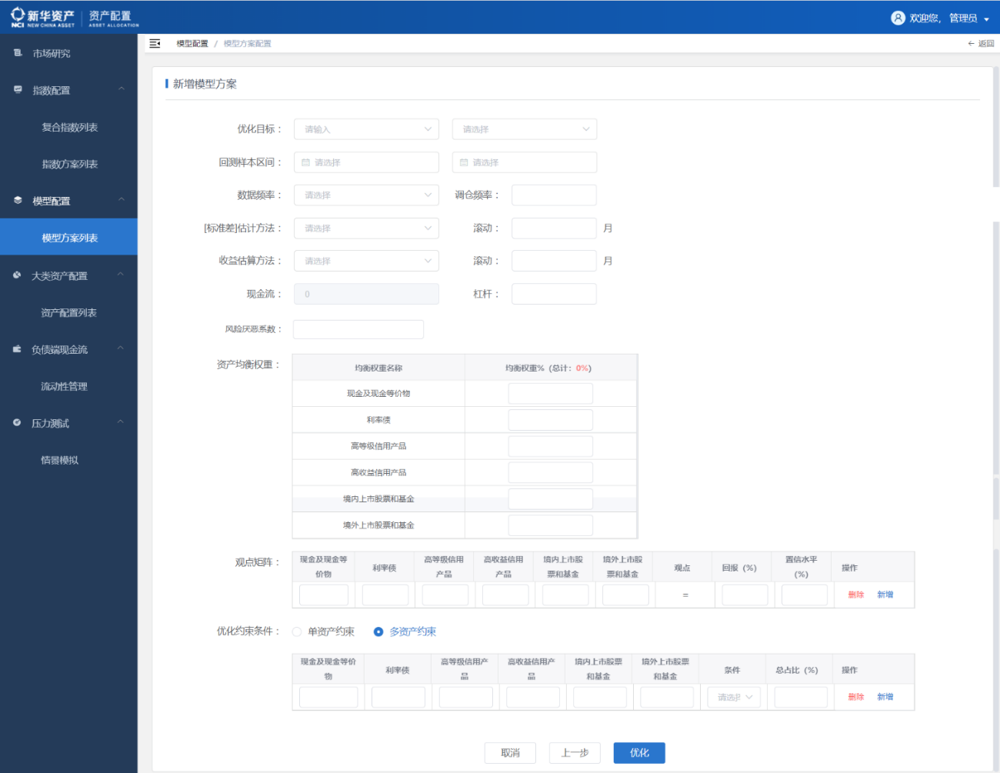 新华资产 资产配置
NCI NEW CHINA ASSET ASSET ALLOCATION
欢迎您, 管理员
市场研究
指数配置
复合指数列表
指数方案列表
模型配置
模型方案列表
大类资产配置
资产配置列表
负债端现金流
流动性管理
压力测试
情景模拟
模型配置 / 模型方案配置
← 返回
新增模型方案
优化目标： 请输入 请选择
回测样本区间： 请选择 请选择
数据频率： 请选择 调仓频率：
[标准差]估计方法： 请选择 滚动： 月
收益估算方法： 请选择 滚动： 月
现金流： 0 杠杆：
风险厌恶系数：
资产均衡权重：
均衡权重名称 均衡权重% (总计: 0%)
现金及现金等价物
利率债
高等级信用产品
高收益信用产品
境内上市股票和基金
境外上市股票和基金
观点矩阵：
现金及现金等价物 利率债 高等级信用产品 高收益信用产品 境内上市股票和基金 境外上市股票和基金 观点 回报 (%) 置信水平 (%) 操作
= 删除 新增
优化约束条件： 单资产约束 多资产约束
现金及现金等价物 利率债 高等级信用产品 高收益信用产品 境内上市股票和基金 境外上市股票和基金 条件 总占比 (%) 操作
请选择 删除 新增
取消 上一步 优化